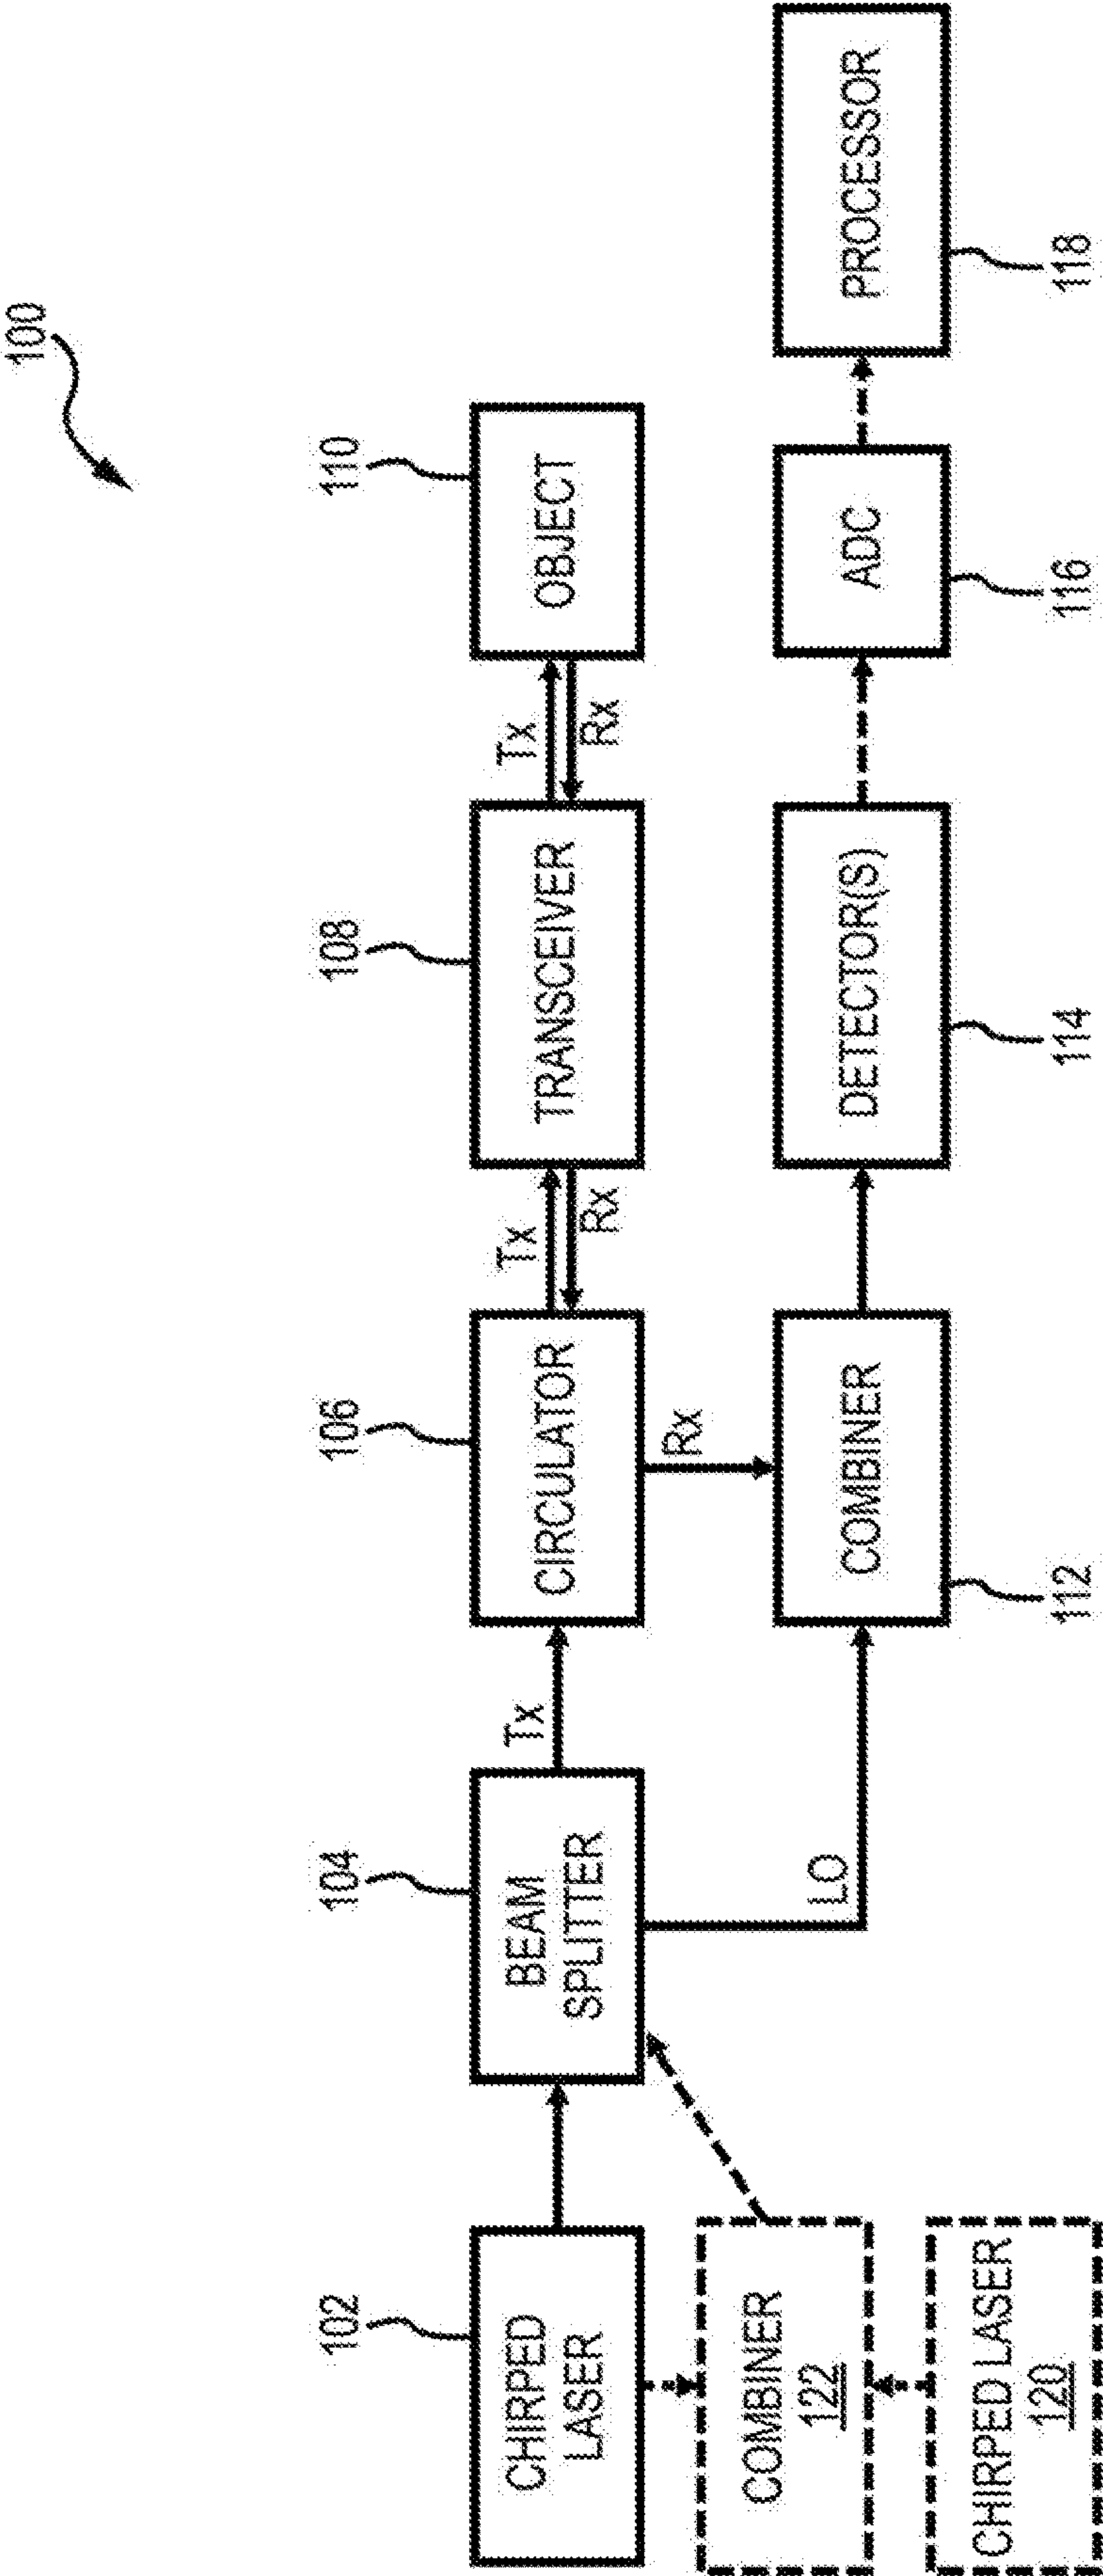 100
102
104
106
108
110
CHIRPED
LASER
BEAM
SPLITTER
Tx
CIRCULATOR
Tx
Rx
TRANSCEIVER
Tx
Rx
OBJECT
LO
Rx
COMBINER
122
COMBINER
DETECTOR(S)
ADC
PROCESSOR
112
114
116
118
CHIRPED LASER
120